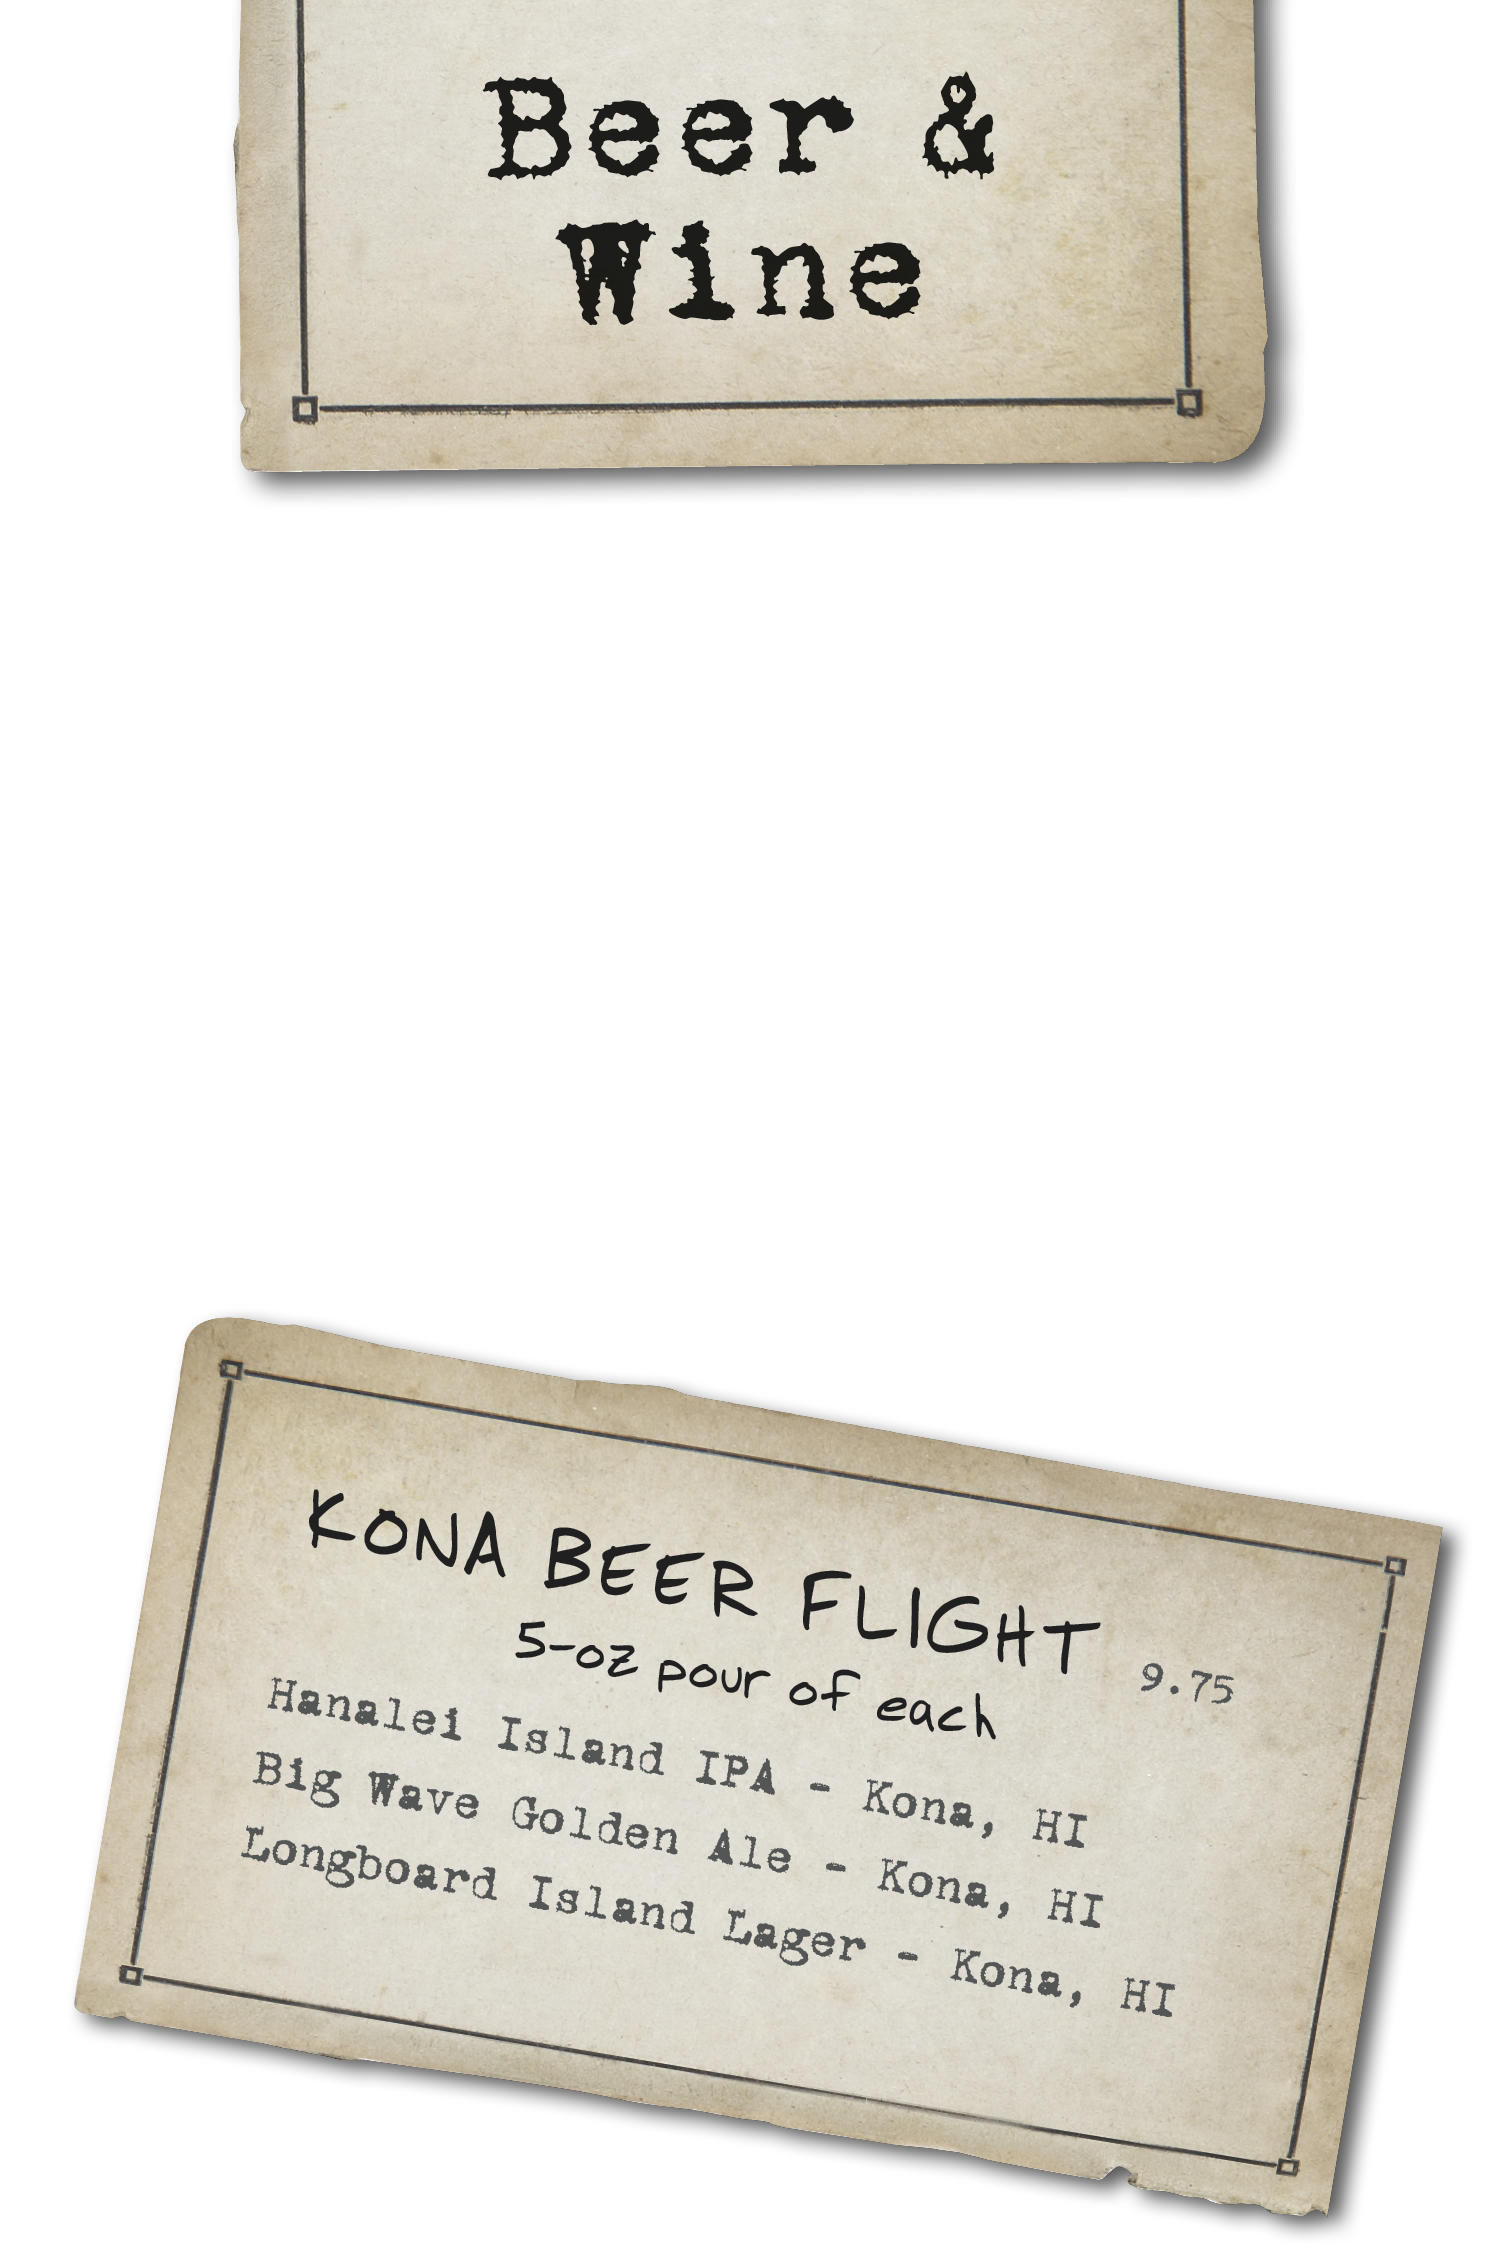 Beer &
Wine
KONA BEER FLIGHT 9.75
5-oz pour of each
Hanalei Island IPA - Kona, HI
Big Wave Golden Ale - Kona, HI
Longboard Island Lager - Kona, HI